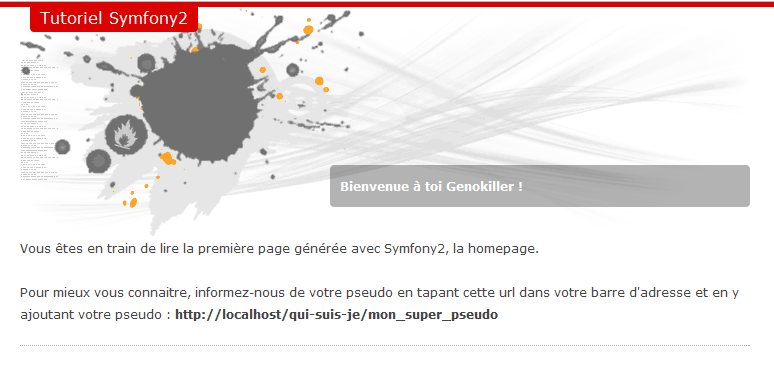 Tutoriel Symfony2
Bienvenue à toi Genokiller !
Vous êtes en train de lire la première page générée avec Symfony2, la homepage.
Pour mieux vous connaitre, informez-nous de votre pseudo en tapant cette url dans votre barre d'adresse et en y
ajoutant votre pseudo : http://localhost/qui-suis-je/mon_super_pseudo